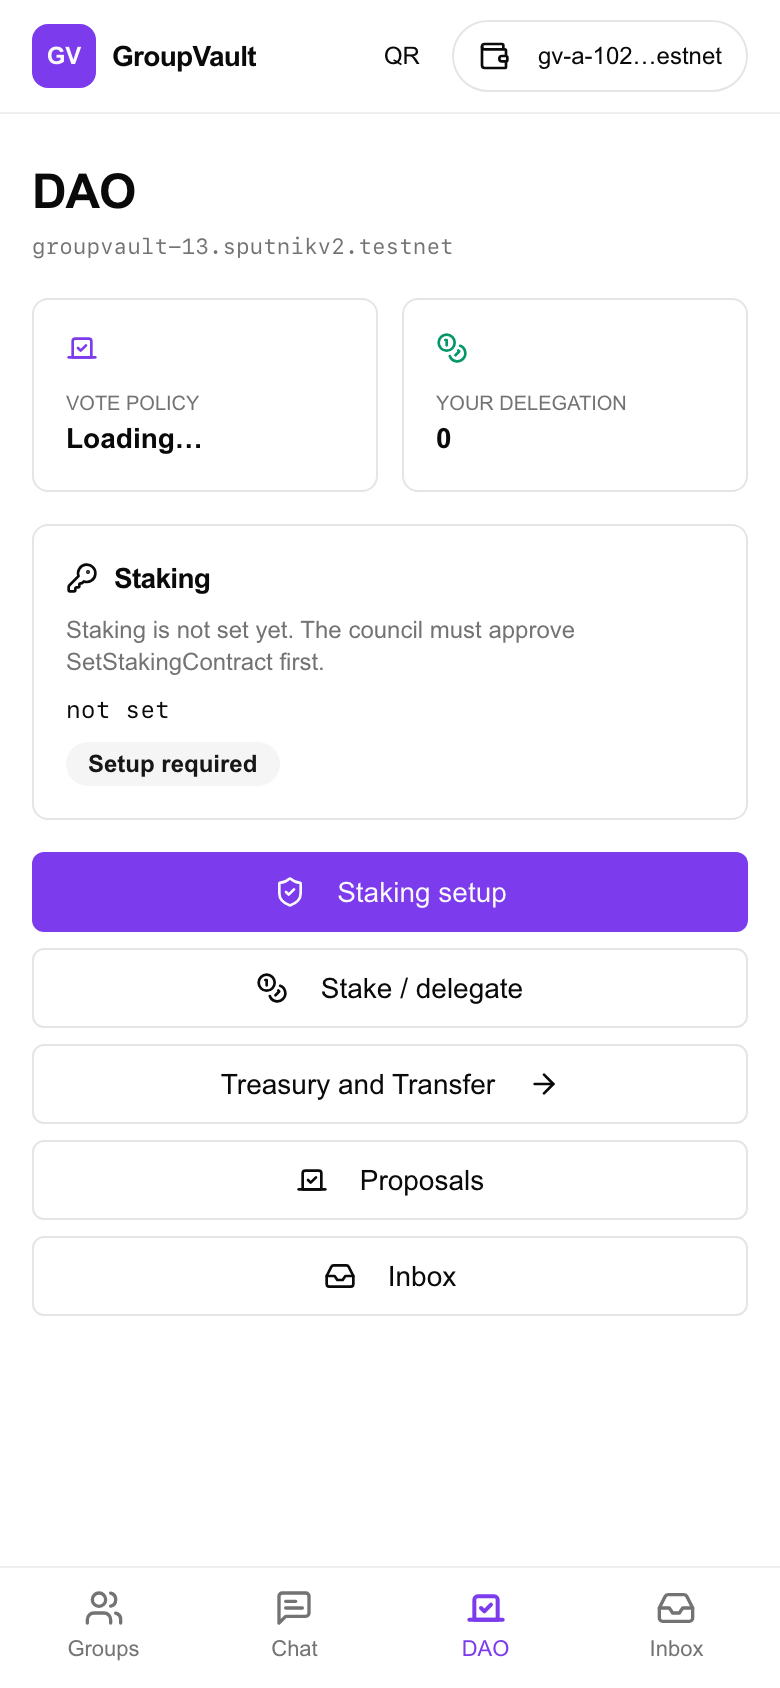 GV GroupVault QR gv-a-102…estnet
DAO
groupvault-13.sputnikv2.testnet
VOTE POLICY
Loading...
YOUR DELEGATION
0
Staking
Staking is not set yet. The council must approve
SetStakingContract first.
not set
Setup required
Staking setup
Stake / delegate
Treasury and Transfer
Proposals
Inbox
Groups Chat DAO Inbox